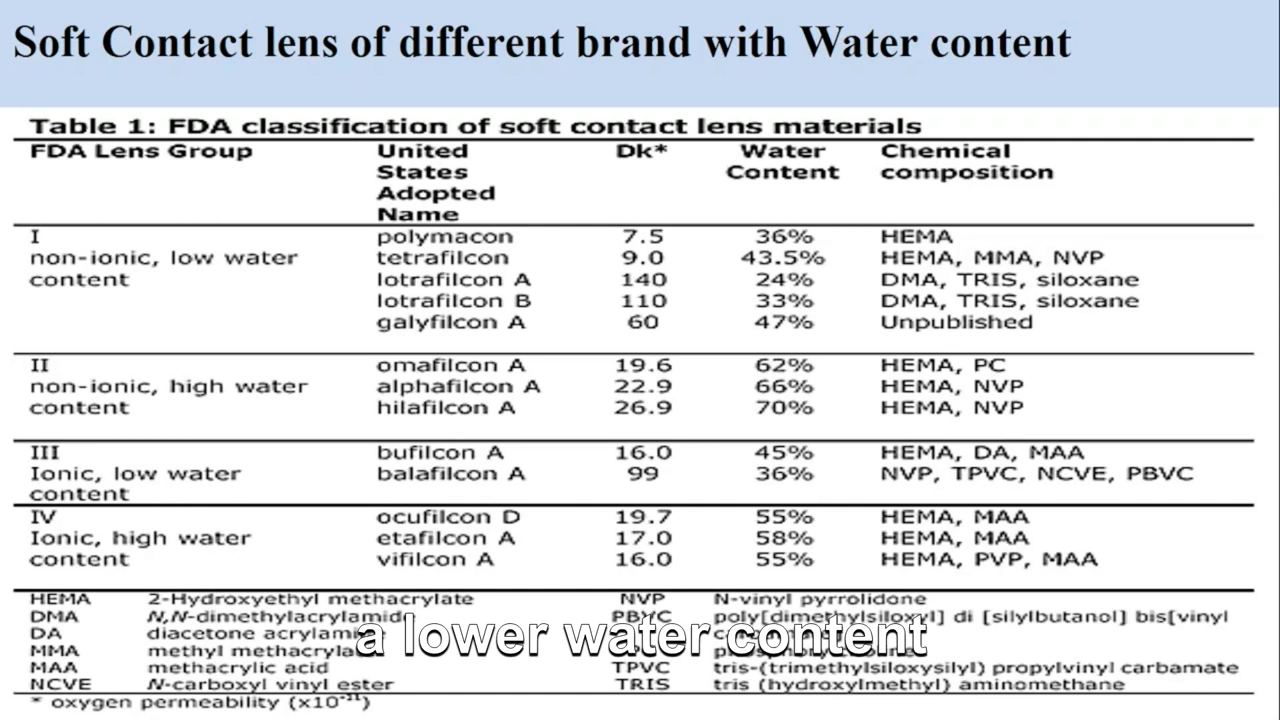 Soft Contact lens of different brand with Water content
Table 1: FDA classification of soft contact lens materials
FDA Lens Group United States Adopted Name Dk* Water Content Chemical composition
I polymacon 7.5 36% HEMA
non-ionic, low water tetrafilcon 9.0 43.5% HEMA, MMA, NVP
content lotrafilcon A 140 24% DMA, TRIS, siloxane
lotrafilcon B 110 33% DMA, TRIS, siloxane
galyfilcon A 60 47% Unpublished
II omafilcon A 19.6 62% HEMA, PC
non-ionic, high water alphafilcon A 22.9 66% HEMA, NVP
content hilafilcon A 26.9 70% HEMA, NVP
III bufilcon A 16.0 45% HEMA, DA, MAA
Ionic, low water balafilcon A 99 36% NVP, TPVC, NCVE, PBVC
content
IV ocufilcon D 19.7 55% HEMA, MAA
Ionic, high water etafilcon A 17.0 58% HEMA, MAA
content vifilcon A 16.0 55% HEMA, PVP, MAA
HEMA 2-Hydroxyethyl methacrylate NVP N-vinyl pyrrolidone
DMA N,N-dimethylacrylamide PBVC poly[dimethylsiloxyl] di [silylbutanol] bis[vinyl
DA diacetone acrylamide
MMA methyl methacrylate
MAA methacrylic acid TPVC tris-(trimethylsiloxysilyl) propylvinyl carbamate
NCVE N-carboxyl vinyl ester TRIS tris (hydroxylmethyl) aminomethane
* oxygen permeability (x10⁻¹¹)
a lower water content